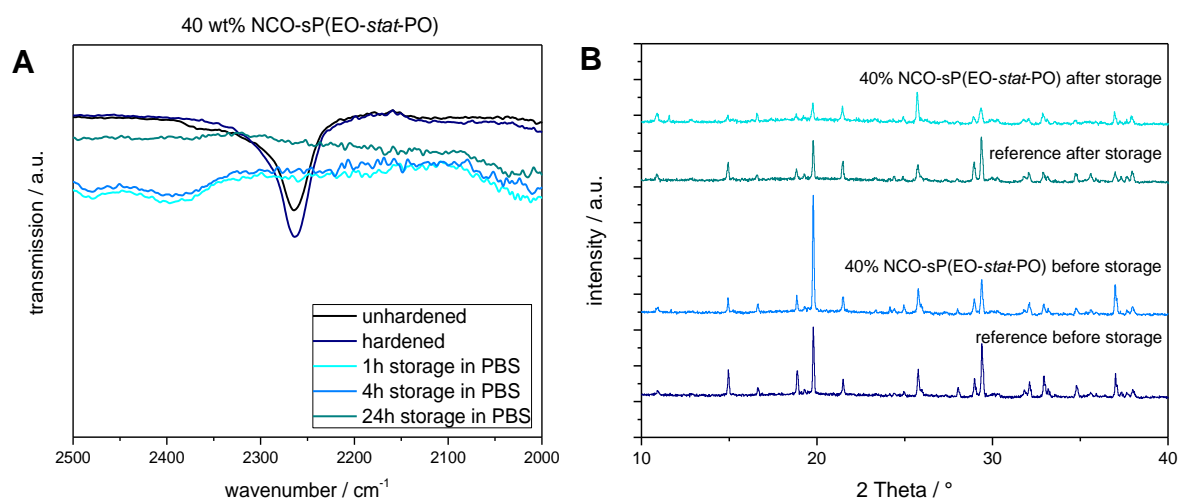 40 wt% NCO-sP(EO-stat-PO)
A
transmission / a.u.
unhardened
hardened
1h storage in PBS
4h storage in PBS
24h storage in PBS
2500 2400 2300 2200 2100 2000
wavenumber / cm⁻¹
B
intensity / a.u.
40% NCO-sP(EO-stat-PO) after storage
reference after storage
40% NCO-sP(EO-stat-PO) before storage
reference before storage
10 20 30 40
2 Theta / °